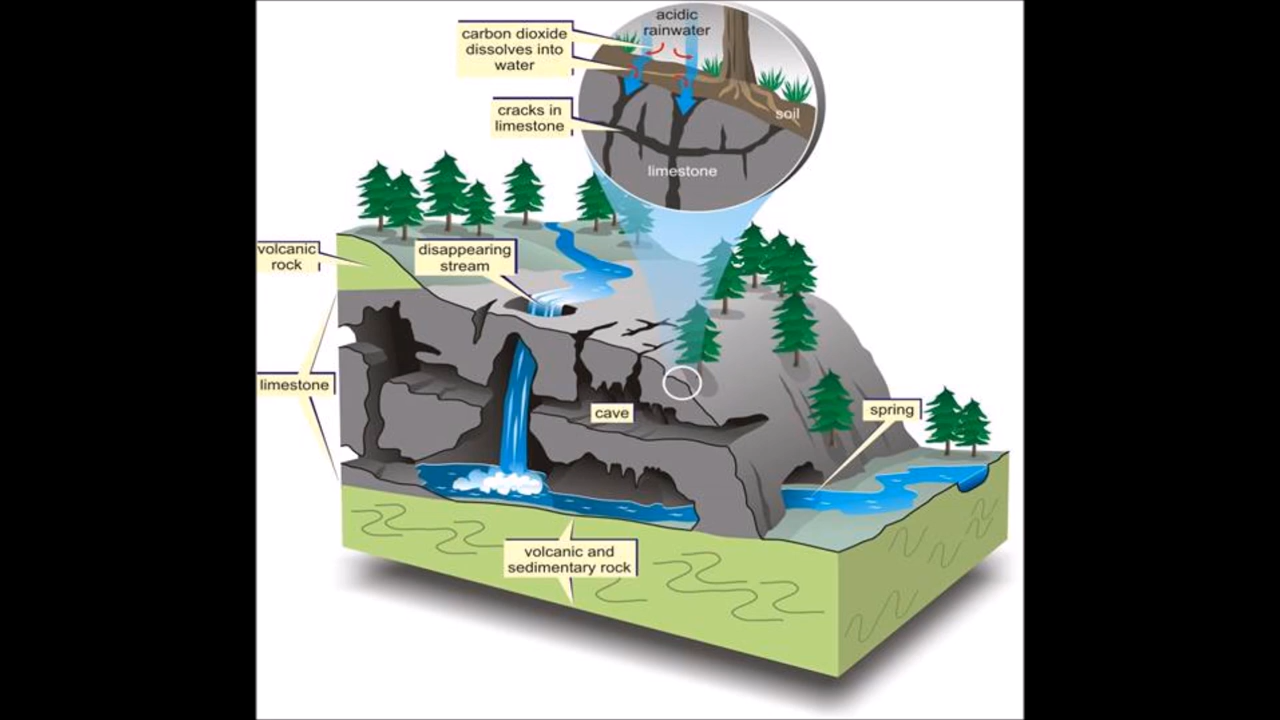 acidic
rainwater
carbon dioxide
dissolves into
water
cracks in
limestone
soil
limestone
volcanic
rock
disappearing
stream
limestone
cave
spring
volcanic and
sedimentary rock